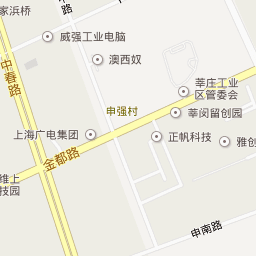 家浜桥
路
威强工业电脑
澳西奴
中春路
莘庄工业
区管委会
申强村
莘闵留创园
上海广电集团
正帆科技
雅创
金都路
维上
技园
申南路